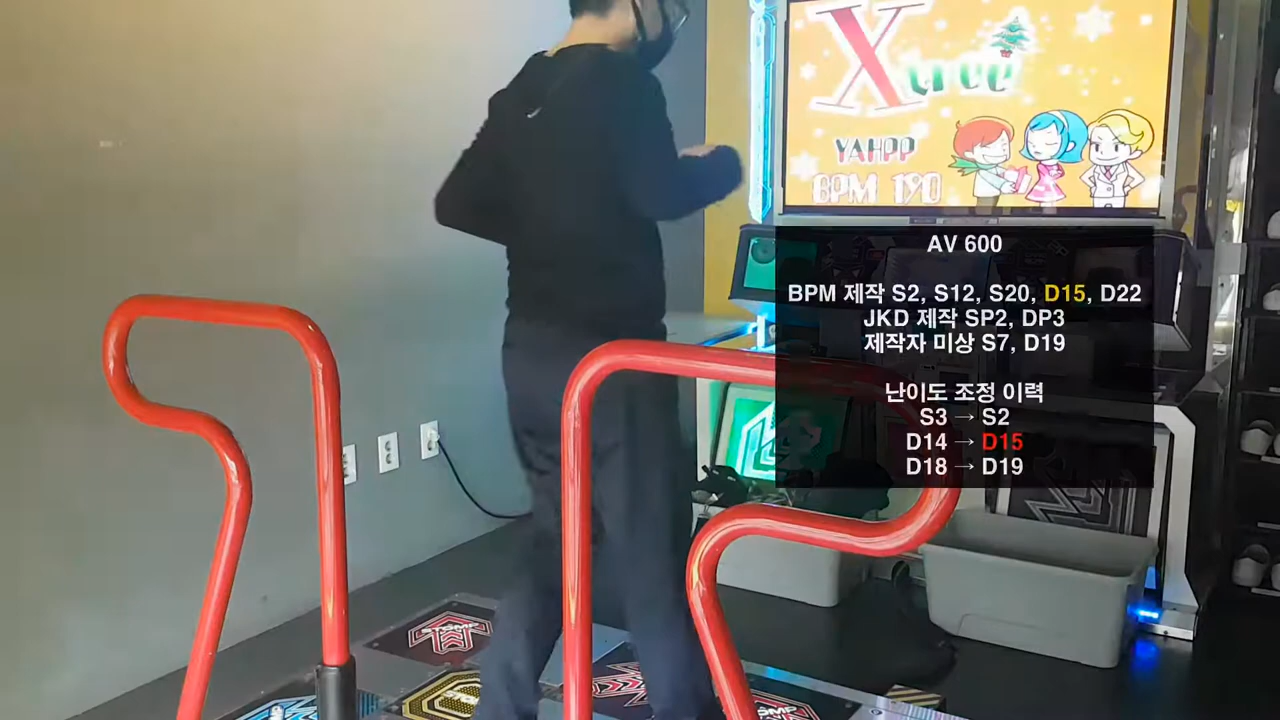 Xtree
YAHPP
BPM 190
AV 600
BPM 제작 S2, S12, S20, D15, D22
JKD 제작 SP2, DP3
제작자 미상 S7, D19
난이도 조정 이력
S3 → S2
D14 → D15
D18 → D19
STOMP
STOMP